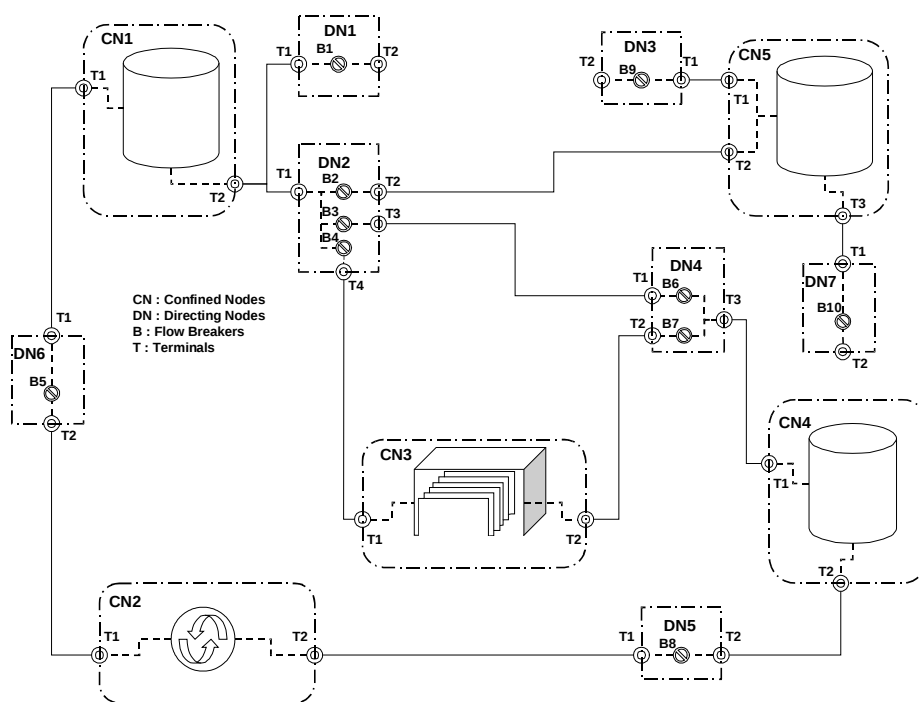 CN1
T1
T2
DN1
T1
B1
T2
DN3
T2
B9
T1
CN5
T1
T2
T3
DN2
T1
B2
T2
B3
T3
B4
T4
CN : Confined Nodes
DN : Directing Nodes
B : Flow Breakers
T : Terminals
DN4
T1
B6
T2
B7
T3
T1
DN7
B10
T2
T1
DN6
B5
T2
CN3
T1
T2
CN4
T1
T2
CN2
T1
T2
DN5
T1
B8
T2